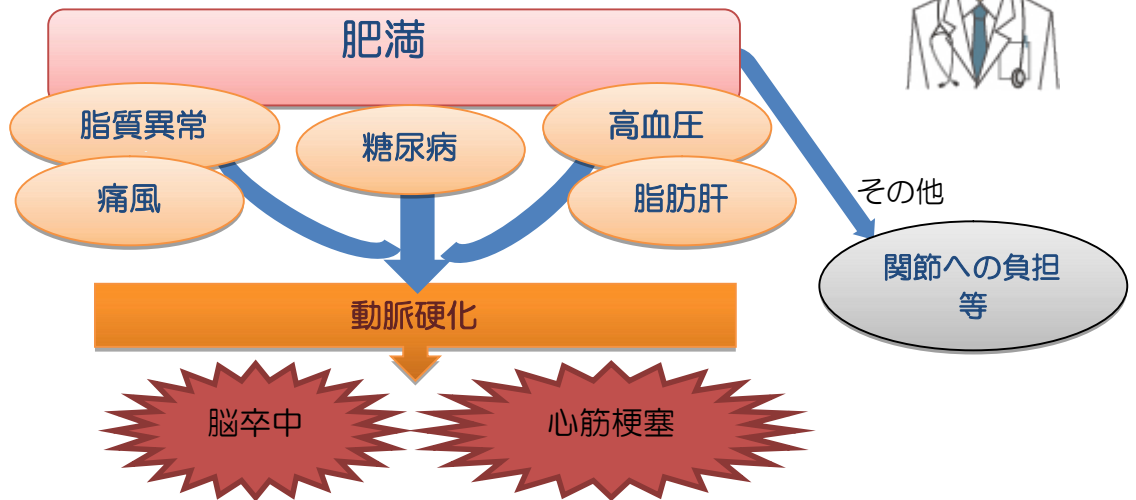 肥満
脂質異常
糖尿病
高血圧
痛風
脂肪肝
その他
関節への負担
等
動脈硬化
脳卒中
心筋梗塞